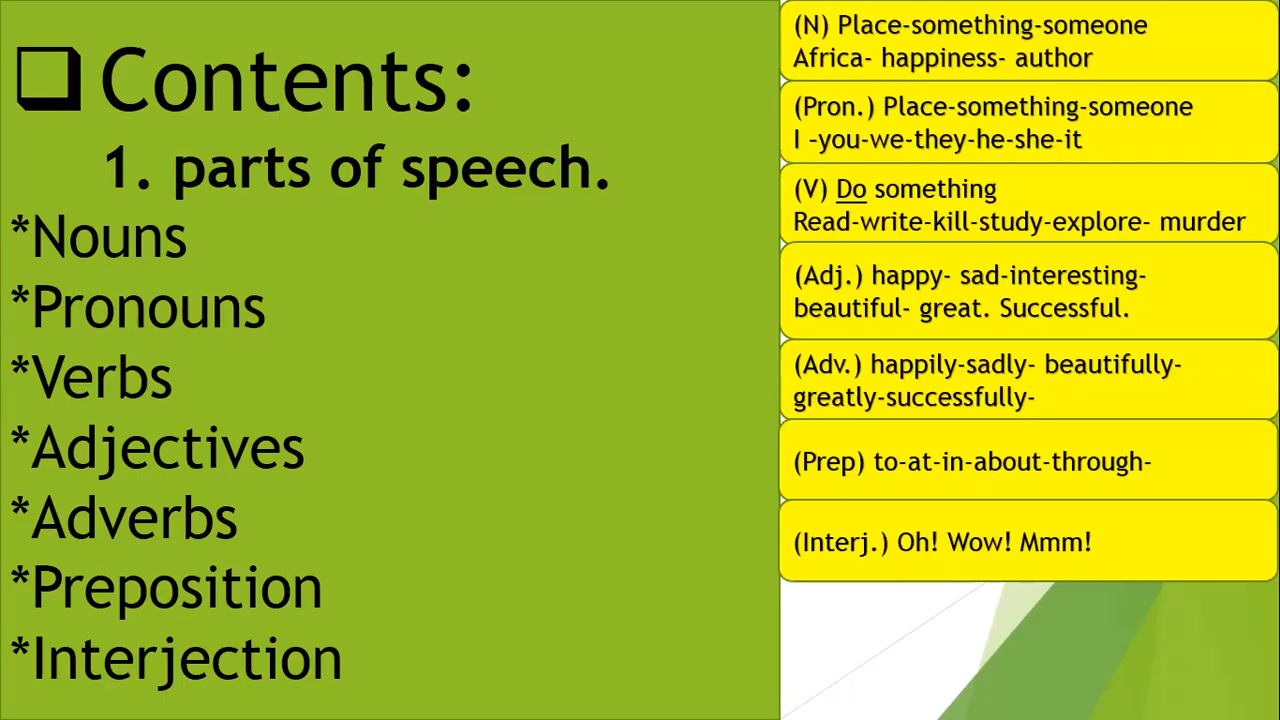 Contents:
1. parts of speech.
*Nouns
*Pronouns
*Verbs
*Adjectives
*Adverbs
*Preposition
*Interjection
(N) Place-something-someone
Africa- happiness- author
(Pron.) Place-something-someone
I -you-we-they-he-she-it
(V) Do something
Read-write-kill-study-explore- murder
(Adj.) happy- sad-interesting-
beautiful- great. Successful.
(Adv.) happily-sadly- beautifully-
greatly-successfully-
(Prep) to-at-in-about-through-
(Interj.) Oh! Wow! Mmm!